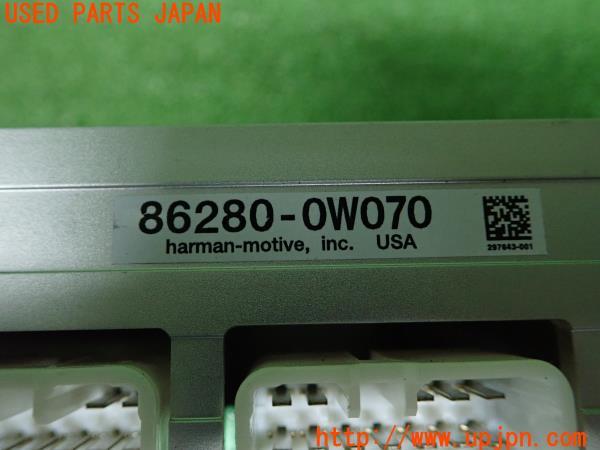 USED PARTS JAPAN
86280-0W070
harman-motive, inc. USA
297643-001
http://www.upjpn.com